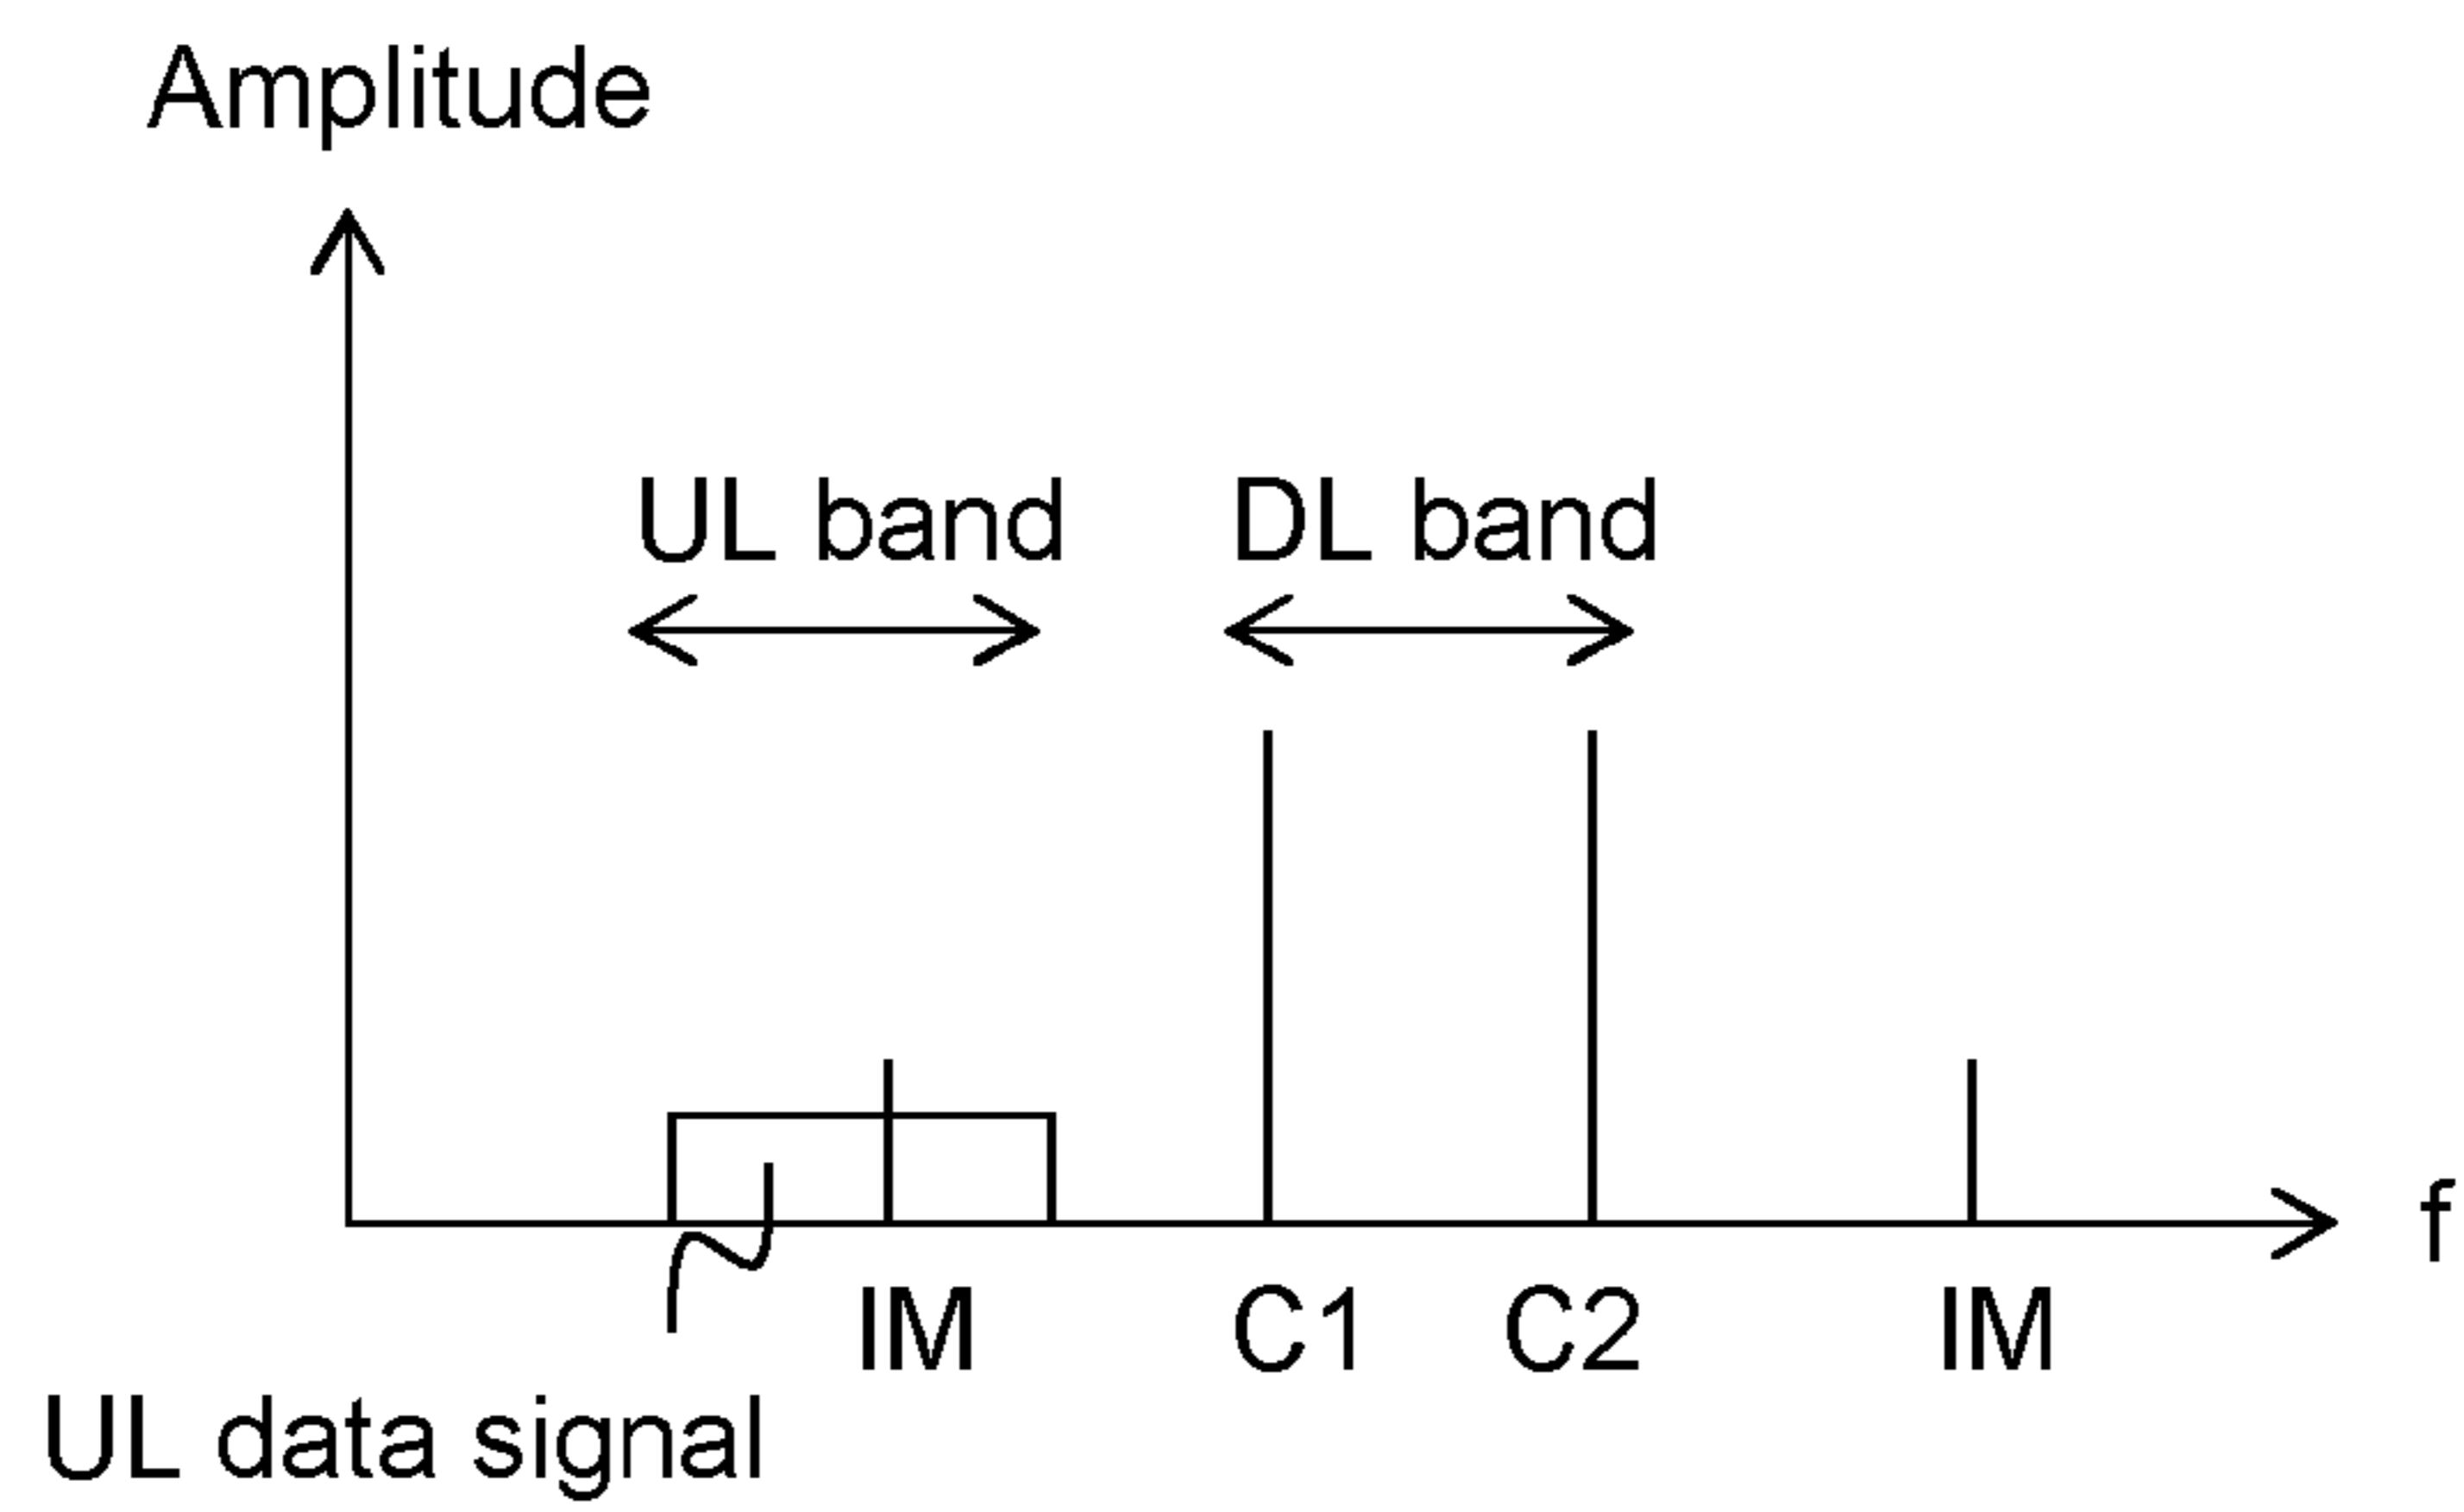 Amplitude
UL band DL band
f
IM C1 C2 IM
UL data signal